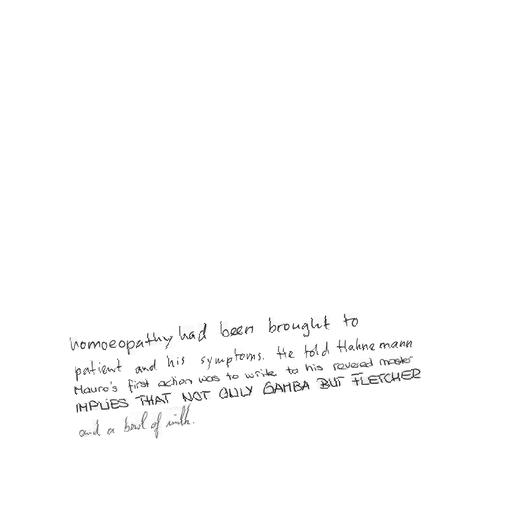 homoeopathy had been brought to
patient and his symptoms. He told Hahnemann
Mauro's first action was to write to his revered master
IMPLIES THAT NOT ONLY GAMBA BUT FLETCHER
and a bowl of milk.